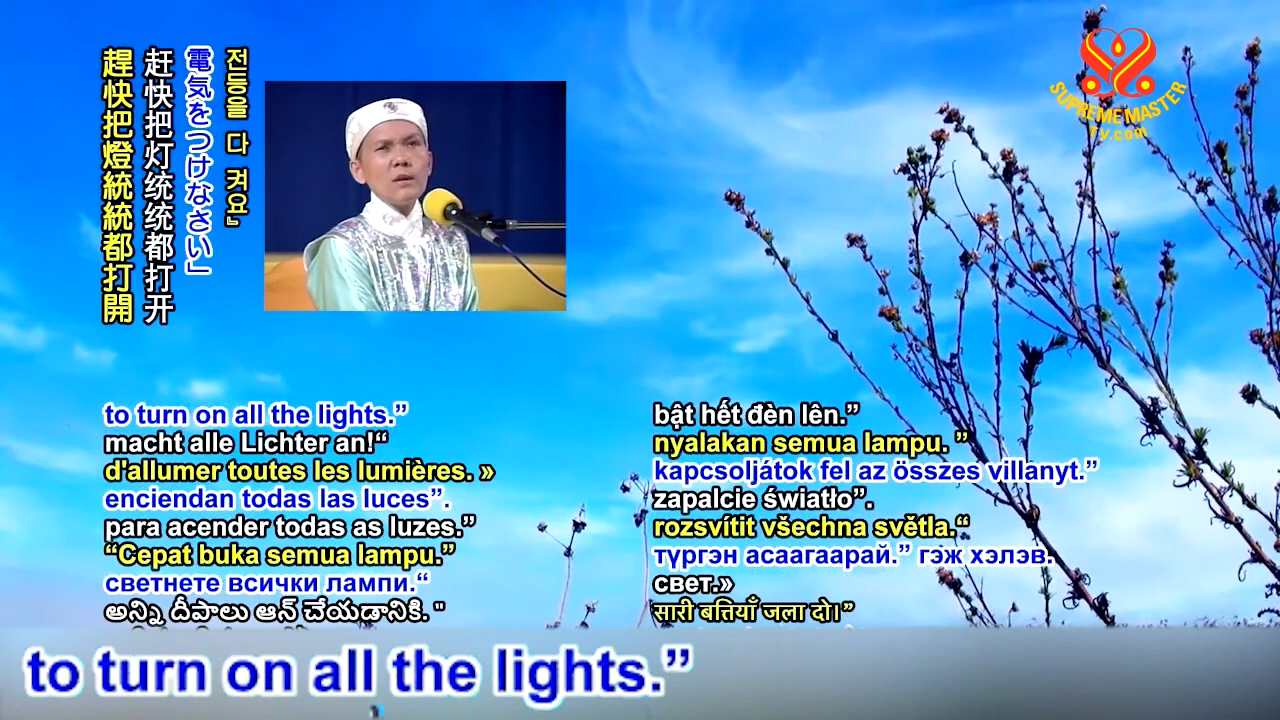 전등을 다 켜요』
電気をつけなさい」
赶快把灯统统都打开
趕快把燈統統都打開
SUPREME MASTER
TV.com
to turn on all the lights.”
macht alle Lichter an!“
d'allumer toutes les lumières. »
enciendan todas las luces”.
para acender todas as luzes.”
“Cepat buka semua lampu.”
светнете всички лампи.“
అన్ని దీపాలు ఆన్ చేయడానికి. "
bật hết đèn lên.”
nyalakan semua lampu. ”
kapcsoljátok fel az összes villanyt.”
zapalcie światło”.
rozsvítit všechna světla.“
түргэн асаагаарай.” гэж хэлэв.
свет.»
सारी बत्तियाँ जला दो।”
to turn on all the lights.”